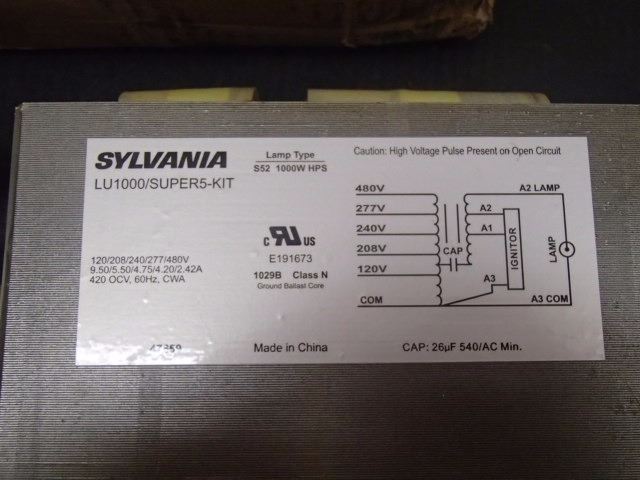 SYLVANIA
LU1000/SUPER5-KIT
Lamp Type
S52 1000W HPS
Caution: High Voltage Pulse Present on Open Circuit
120/208/240/277/480V
9.50/5.50/4.75/4.20/2.42A
420 OCV, 60Hz, CWA
C RU US
E191673
1029B Class N
Ground Ballast Core
480V
277V
240V
208V
120V
COM
CAP
A2 LAMP
A2
A1
A3
IGNITOR
LAMP
A3 COM
47659
Made in China
CAP: 26µF 540/AC Min.